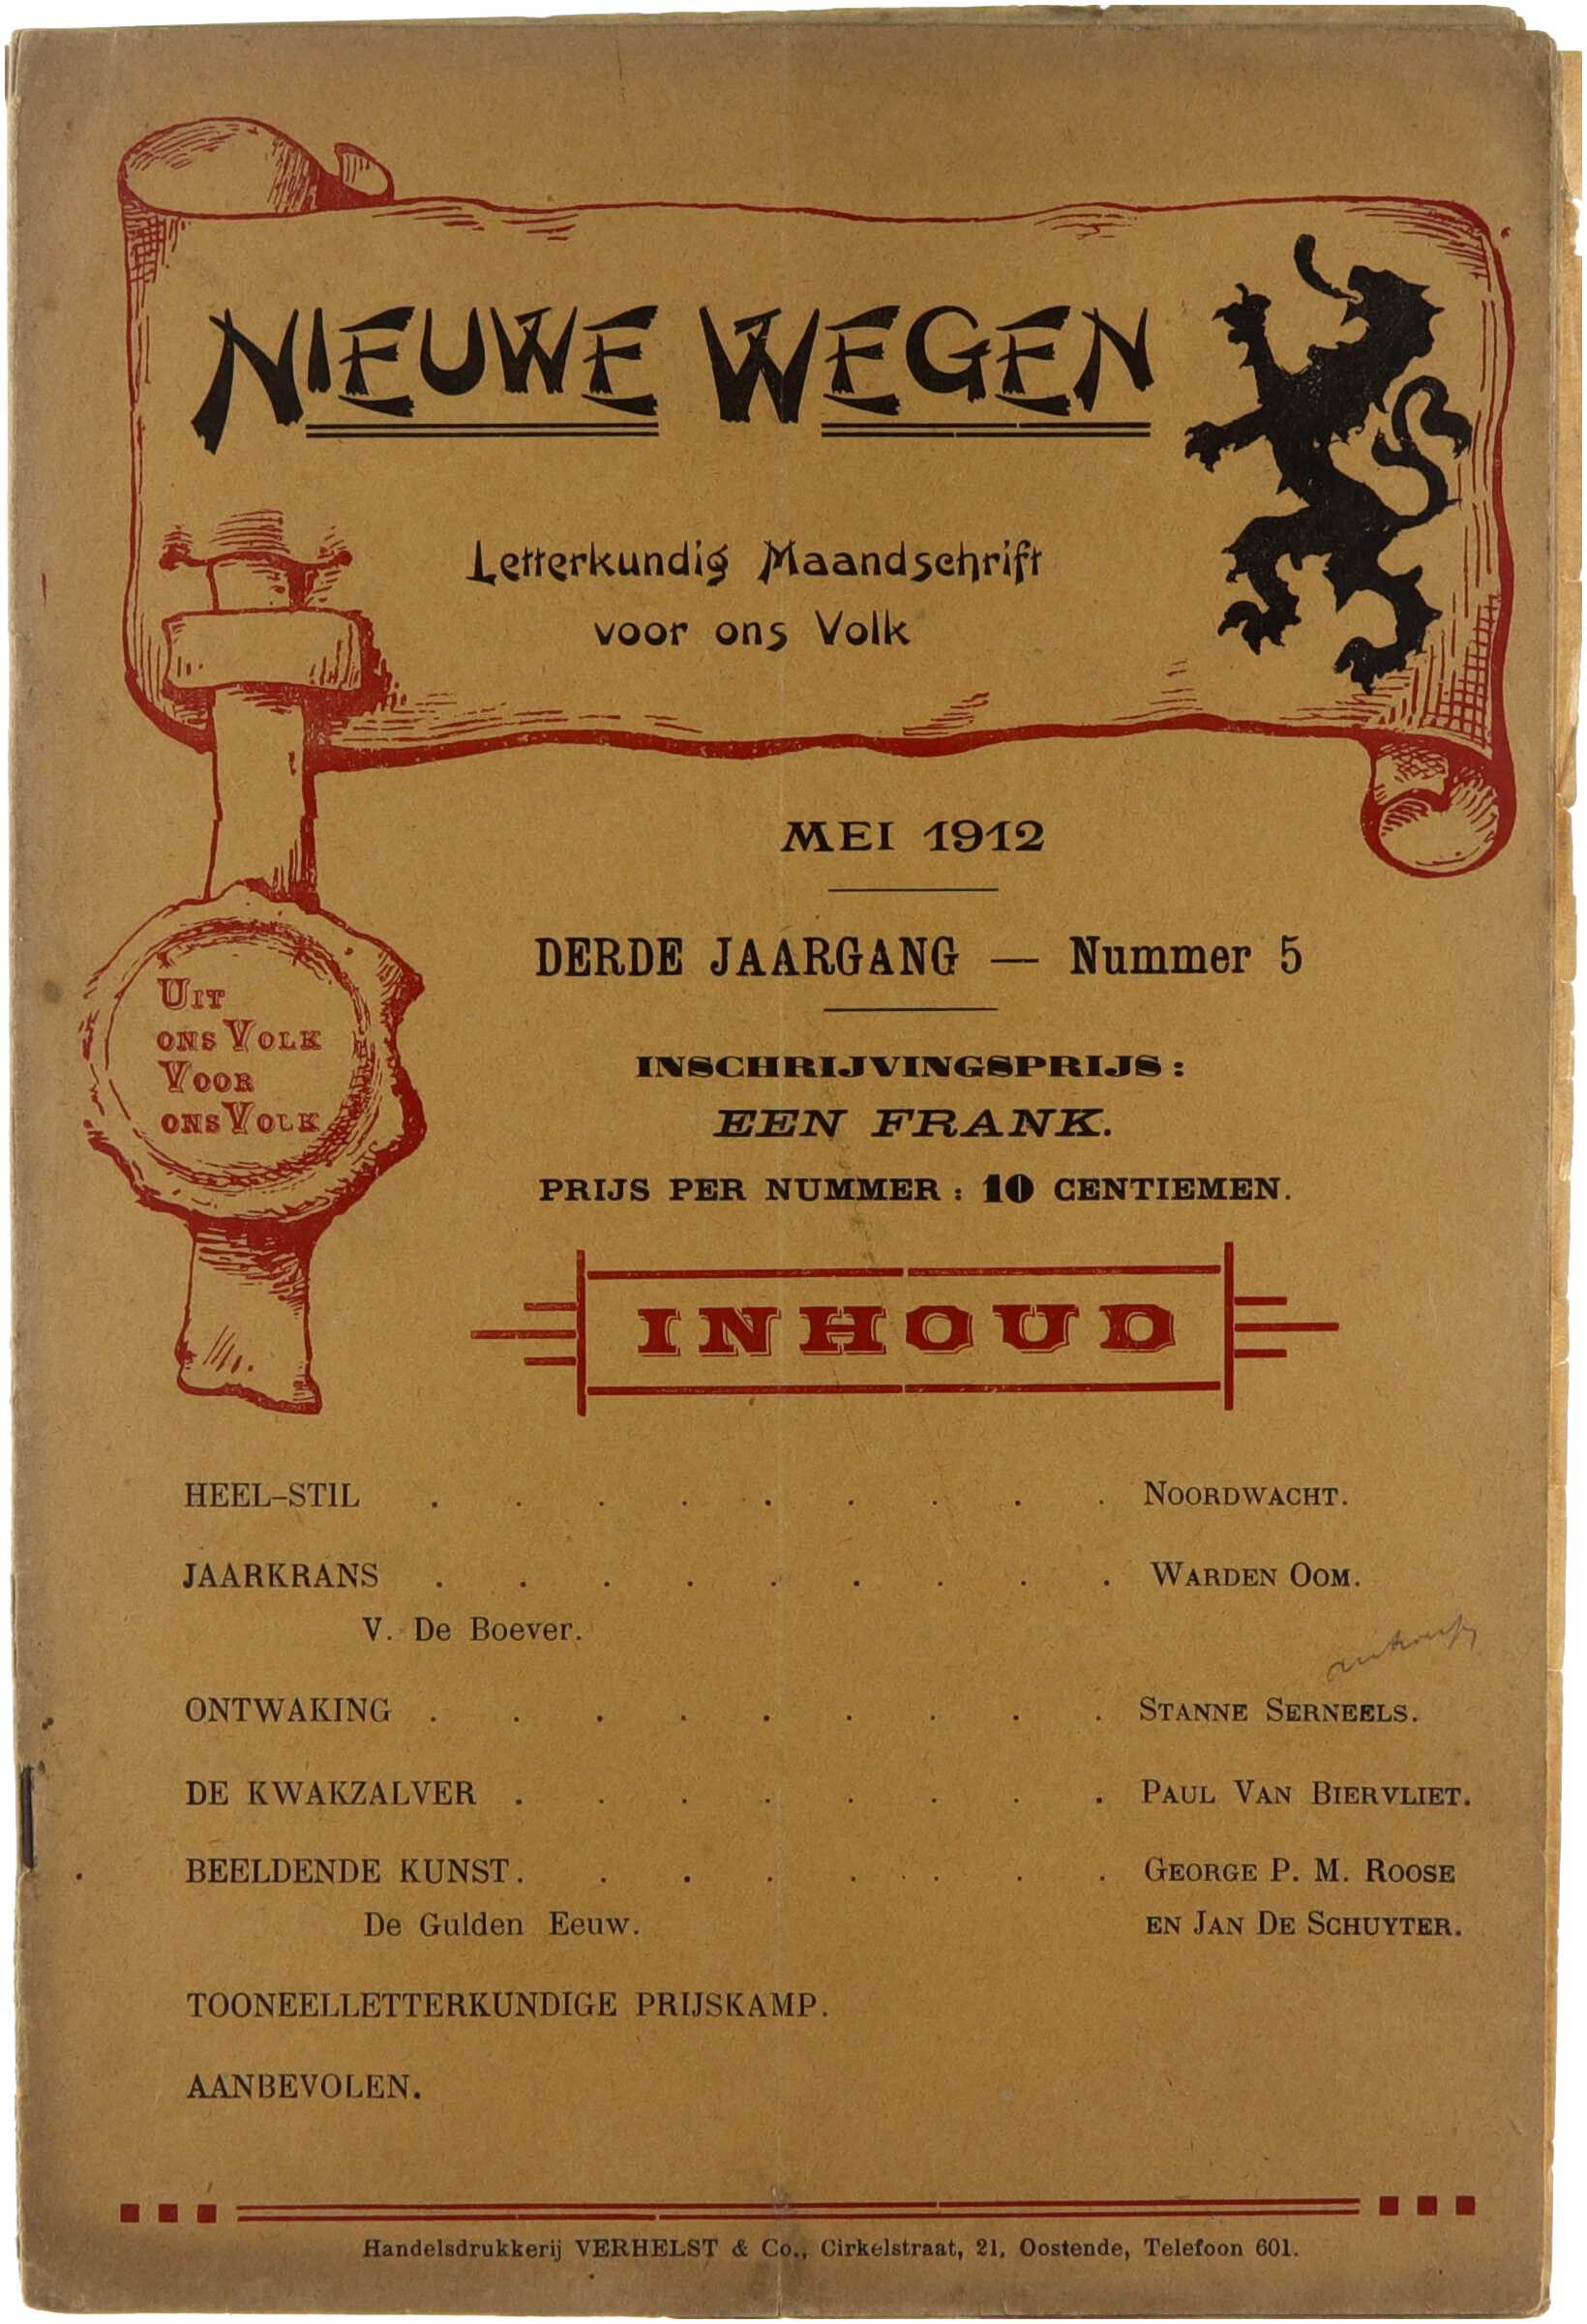 NIEUWE WEGEN
Letterkundig Maandschrift
voor ons Volk
MEI 1912
DERDE JAARGANG — Nummer 5
UIT
ONS VOLK
VOOR
ONS VOLK
INSCHRIJVINGSPRIJS :
EEN FRANK.
PRIJS PER NUMMER : 10 CENTIEMEN.
INHOUD
HEEL-STIL . . . . . . . . . NOORDWACHT.
JAARKRANS . . . . . . . . . WARDEN OOM.
V. De Boever.
ONTWAKING . . . . . . . . . STANNE SERNEELS.
DE KWAKZALVER . . . . . . . . PAUL VAN BIERVLIET.
BEELDENDE KUNST. . . . . . . . GEORGE P. M. ROOSE
De Gulden Eeuw. EN JAN DE SCHUYTER.
TOONEELLETTERKUNDIGE PRIJSKAMP.
AANBEVOLEN.
Handelsdrukkerij VERHELST & Co., Cirkelstraat, 21, Oostende, Telefoon 601.